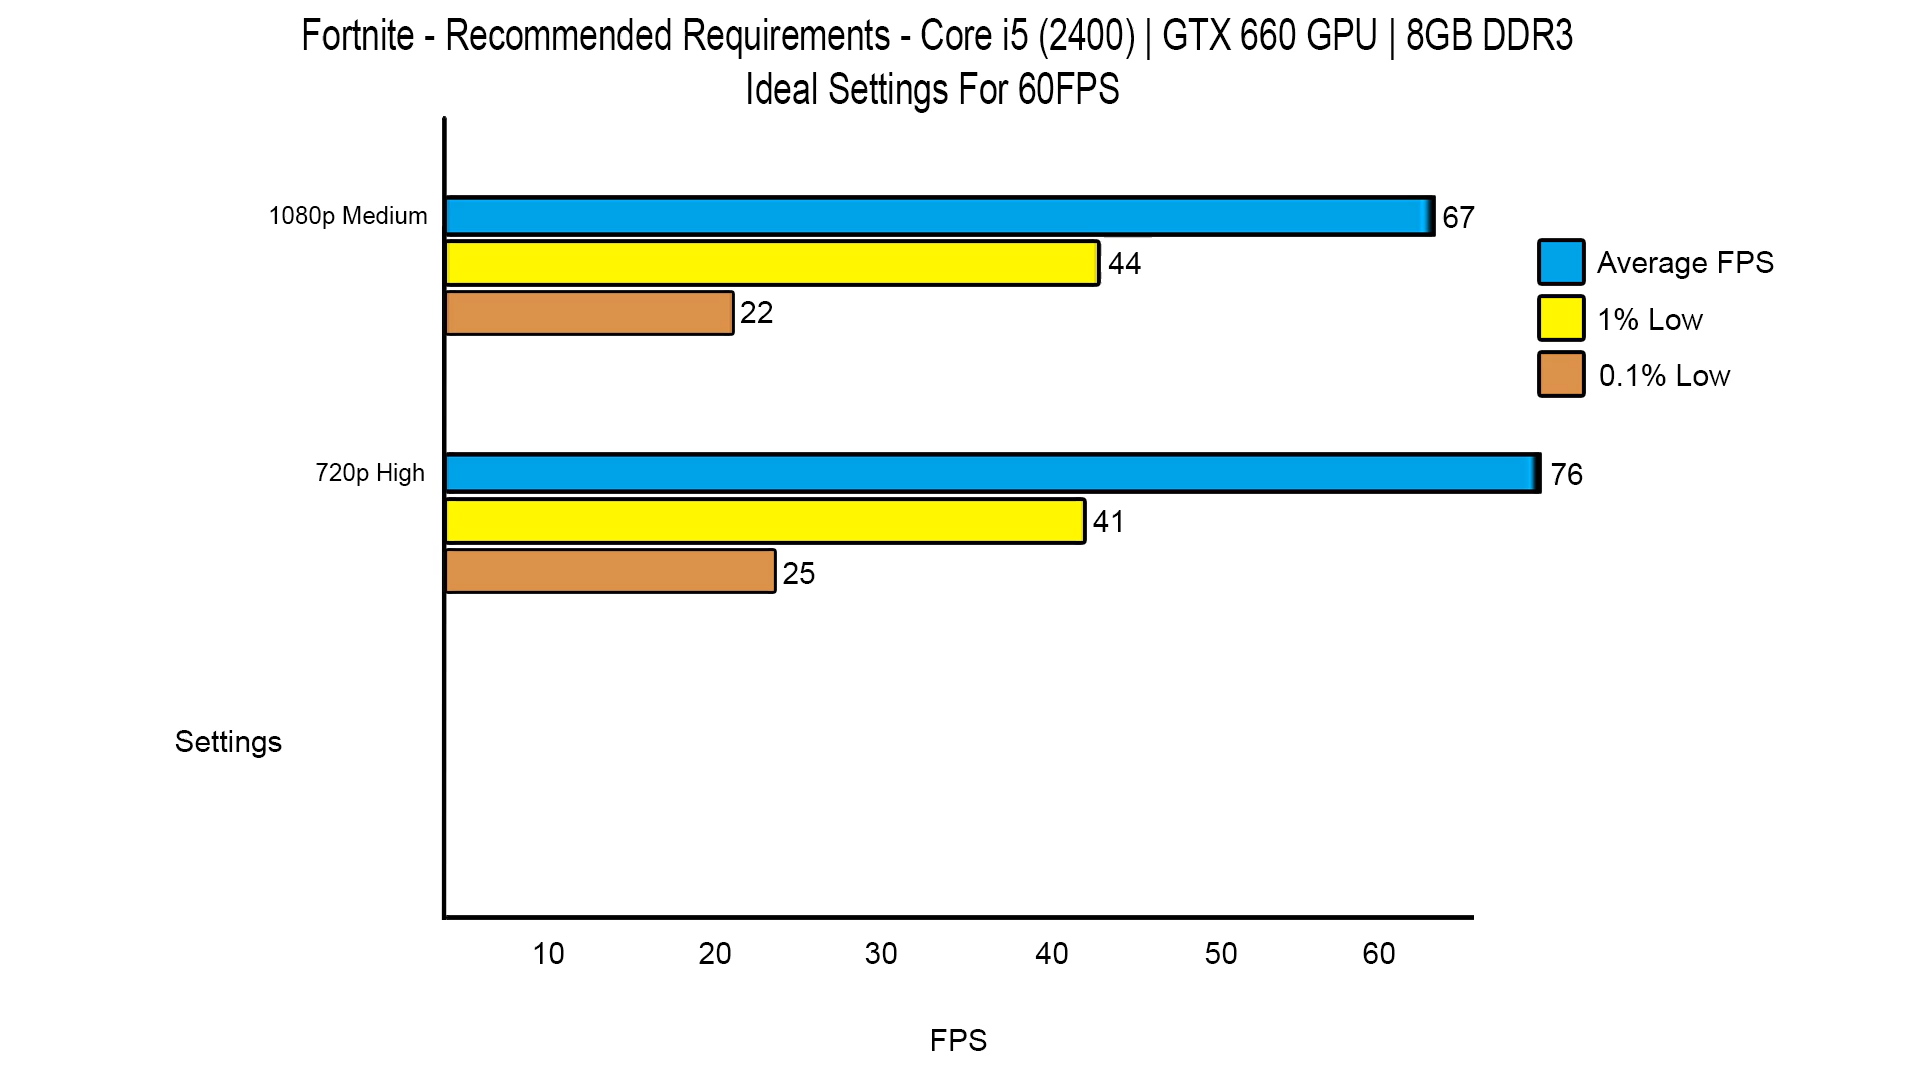 Fortnite - Recommended Requirements - Core i5 (2400) | GTX 660 GPU | 8GB DDR3
Ideal Settings For 60FPS
1080p Medium
67
44
22
Average FPS
1% Low
0.1% Low
720p High
76
41
25
Settings
10 20 30 40 50 60
FPS